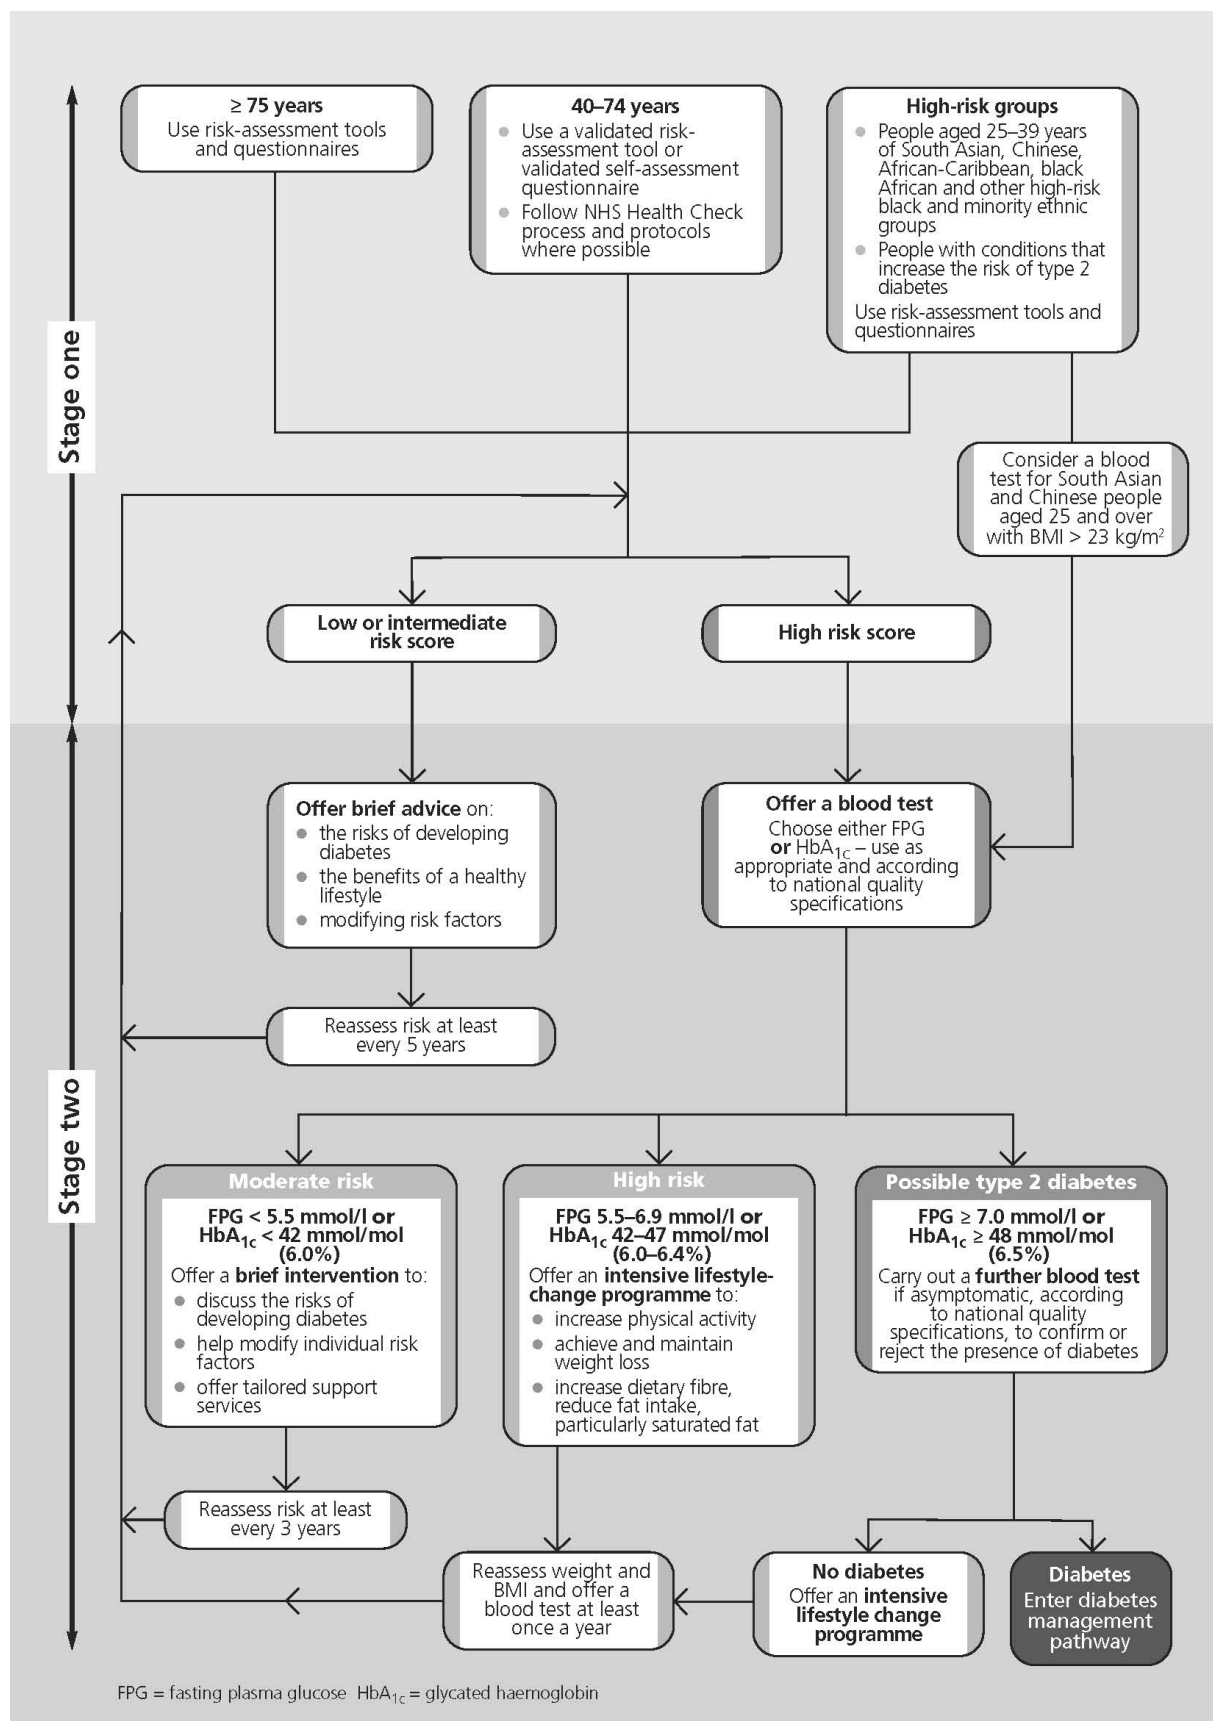 ≥ 75 years
Use risk-assessment tools
and questionnaires
40–74 years
Use a validated risk-
assessment tool or
validated self-assessment
questionnaire
Follow NHS Health Check
process and protocols
where possible
High-risk groups
People aged 25–39 years
of South Asian, Chinese,
African-Caribbean, black
African and other high-risk
black and minority ethnic
groups
People with conditions that
increase the risk of type 2
diabetes
Use risk-assessment tools and
questionnaires
Stage one
Consider a blood
test for South Asian
and Chinese people
aged 25 and over
with BMI > 23 kg/m²
Low or intermediate
risk score
High risk score
Offer brief advice on:
the risks of developing
diabetes
the benefits of a healthy
lifestyle
modifying risk factors
Offer a blood test
Choose either FPG
or HbA1c – use as
appropriate and according
to national quality
specifications
Reassess risk at least
every 5 years
Stage two
Moderate risk
FPG < 5.5 mmol/l or
HbA1c < 42 mmol/mol
(6.0%)
Offer a brief intervention to:
discuss the risks of
developing diabetes
help modify individual risk
factors
offer tailored support
services
High risk
FPG 5.5–6.9 mmol/l or
HbA1c 42–47 mmol/mol
(6.0–6.4%)
Offer an intensive lifestyle-
change programme to:
increase physical activity
achieve and maintain
weight loss
increase dietary fibre,
reduce fat intake,
particularly saturated fat
Possible type 2 diabetes
FPG ≥ 7.0 mmol/l or
HbA1c ≥ 48 mmol/mol
(6.5%)
Carry out a further blood test
if asymptomatic, according
to national quality
specifications, to confirm or
reject the presence of diabetes
Reassess risk at least
every 3 years
Reassess weight and
BMI and offer a
blood test at least
once a year
No diabetes
Offer an intensive
lifestyle change
programme
Diabetes
Enter diabetes
management
pathway
FPG = fasting plasma glucose HbA1c = glycated haemoglobin